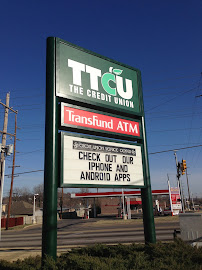 TTCU
THE CREDIT UNION
Transfund ATM
CHECK OUT OUR
IPHONE AND
ANDROID APPS